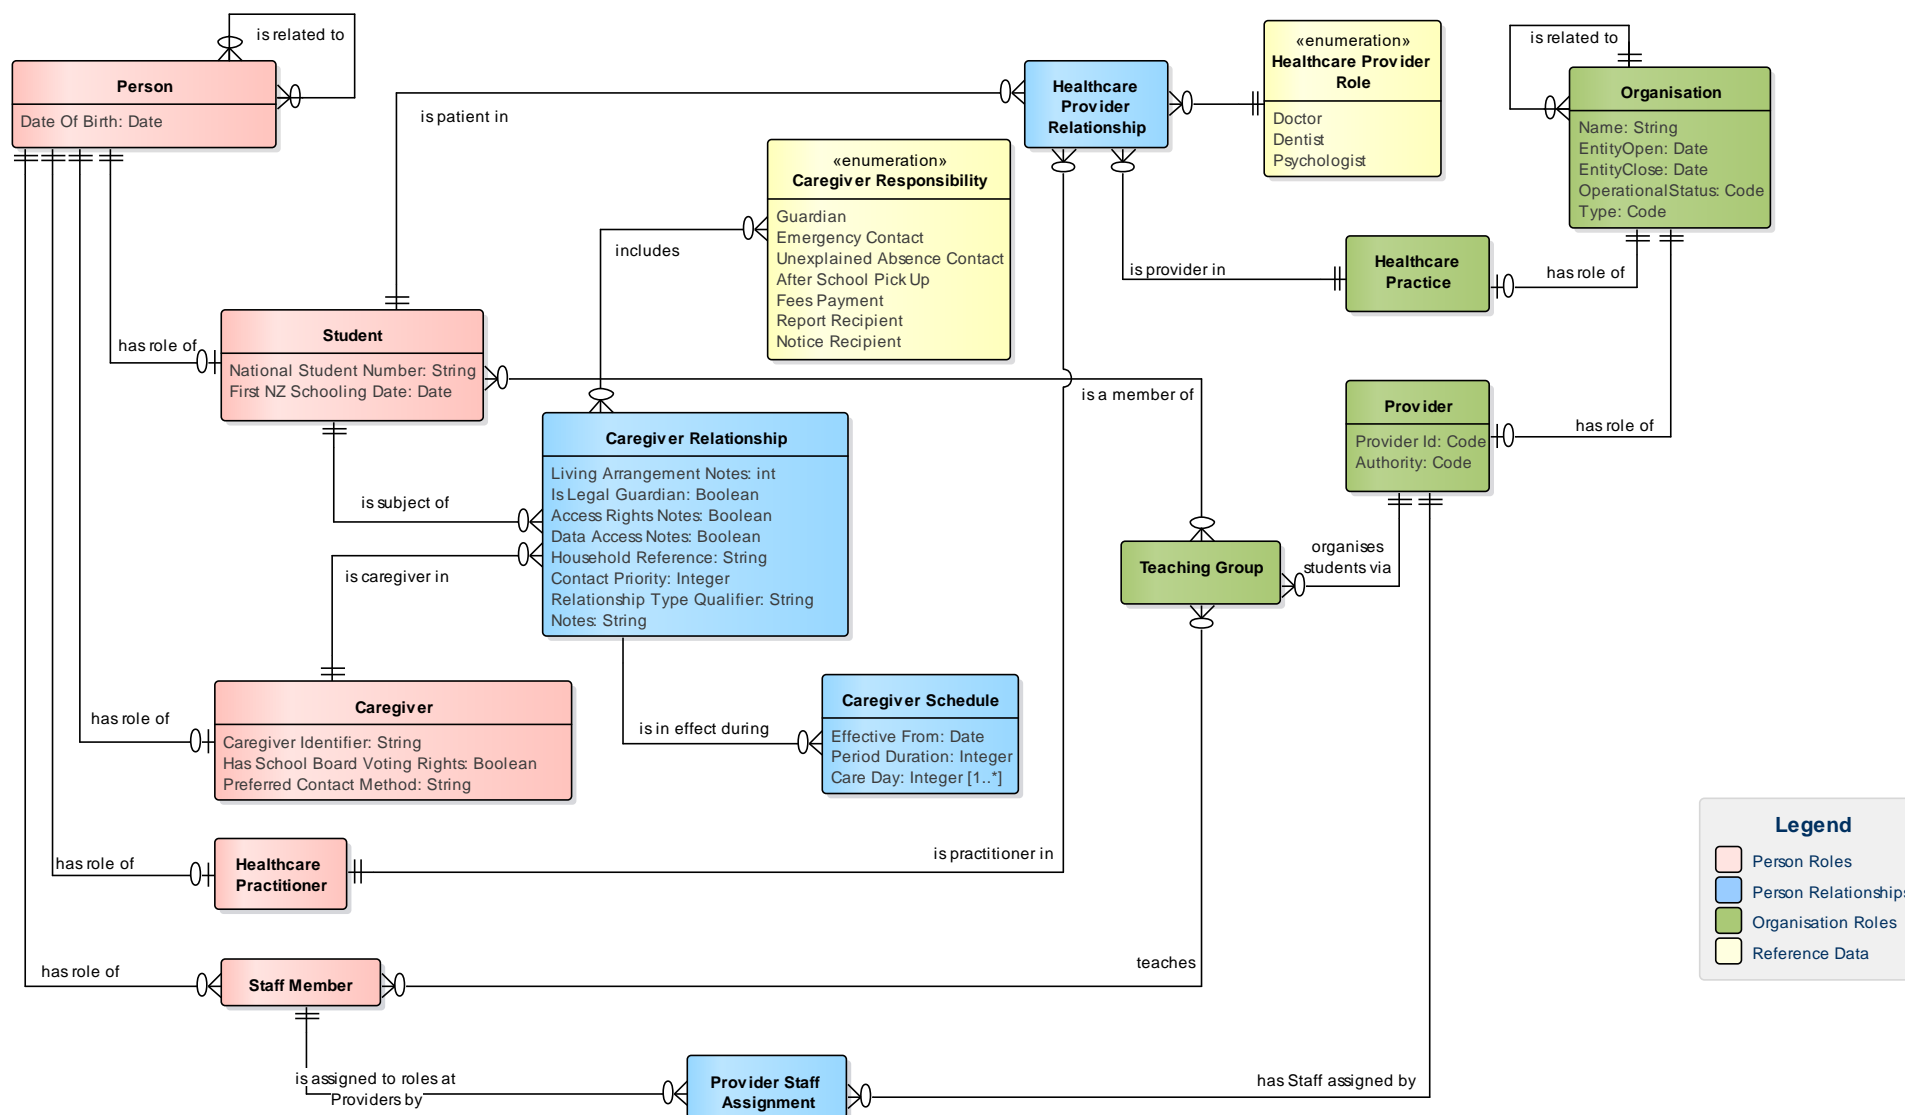 is related to
Person
Date Of Birth: Date
is patient in
Healthcare
Provider
Relationship
«enumeration»
Healthcare Provider
Role
Doctor
Dentist
Psychologist
is related to
Organisation
Name: String
EntityOpen: Date
EntityClose: Date
OperationalStatus: Code
Type: Code
«enumeration»
Caregiver Responsibility
Guardian
Emergency Contact
Unexplained Absence Contact
After School Pick Up
Fees Payment
Report Recipient
Notice Recipient
includes
is provider in
Healthcare
Practice
has role of
has role of
Student
National Student Number: String
First NZ Schooling Date: Date
is a member of
Provider
Provider Id: Code
Authority: Code
has role of
Caregiver Relationship
Living Arrangement Notes: int
Is Legal Guardian: Boolean
Access Rights Notes: Boolean
Data Access Notes: Boolean
Household Reference: String
Contact Priority: Integer
Relationship Type Qualifier: String
Notes: String
is subject of
is caregiver in
Teaching Group
organises
students via
has role of
Caregiver
Caregiver Identifier: String
Has School Board Voting Rights: Boolean
Preferred Contact Method: String
is in effect during
Caregiver Schedule
Effective From: Date
Period Duration: Integer
Care Day: Integer [1..*]
has role of
Healthcare
Practitioner
is practitioner in
Legend
Person Roles
Person Relationships
Organisation Roles
Reference Data
has role of
Staff Member
teaches
is assigned to roles at
Providers by
Provider Staff
Assignment
has Staff assigned by